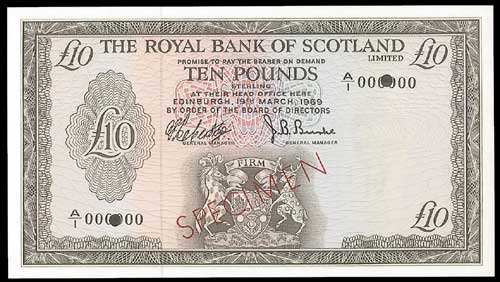 £10 THE ROYAL BANK OF SCOTLAND £10
LIMITED
PROMISE TO PAY THE BEARER ON DEMAND
TEN POUNDS
A/1 000000
STERLING
AT THEIR HEAD OFFICE HERE
EDINBURGH, 19TH MARCH, 1969
BY ORDER OF THE BOARD OF DIRECTORS
£10
J.B. Burke
GENERAL MANAGER GENERAL MANAGER
FIRM
SPECIMEN
A/1 000000
£10